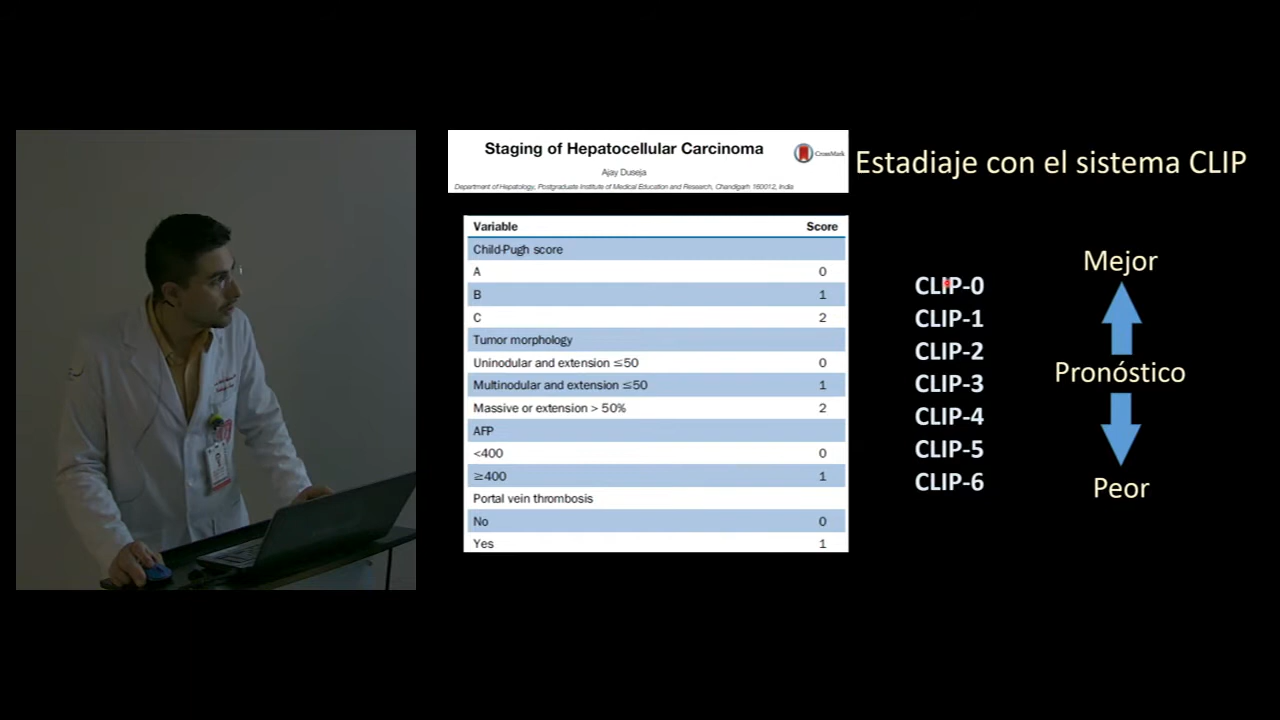 Staging of Hepatocellular Carcinoma
CrossMark
Ajay Duseja
Department of Hepatology, Postgraduate Institute of Medical Education and Research, Chandigarh 160012, India
Estadiaje con el sistema CLIP
Variable Score
Child-Pugh score
A 0
B 1
C 2
Tumor morphology
Uninodular and extension ≤50 0
Multinodular and extension ≤50 1
Massive or extension > 50% 2
AFP
<400 0
≥400 1
Portal vein thrombosis
No 0
Yes 1
CLIP-0
CLIP-1
CLIP-2
CLIP-3
CLIP-4
CLIP-5
CLIP-6
Mejor
Pronóstico
Peor